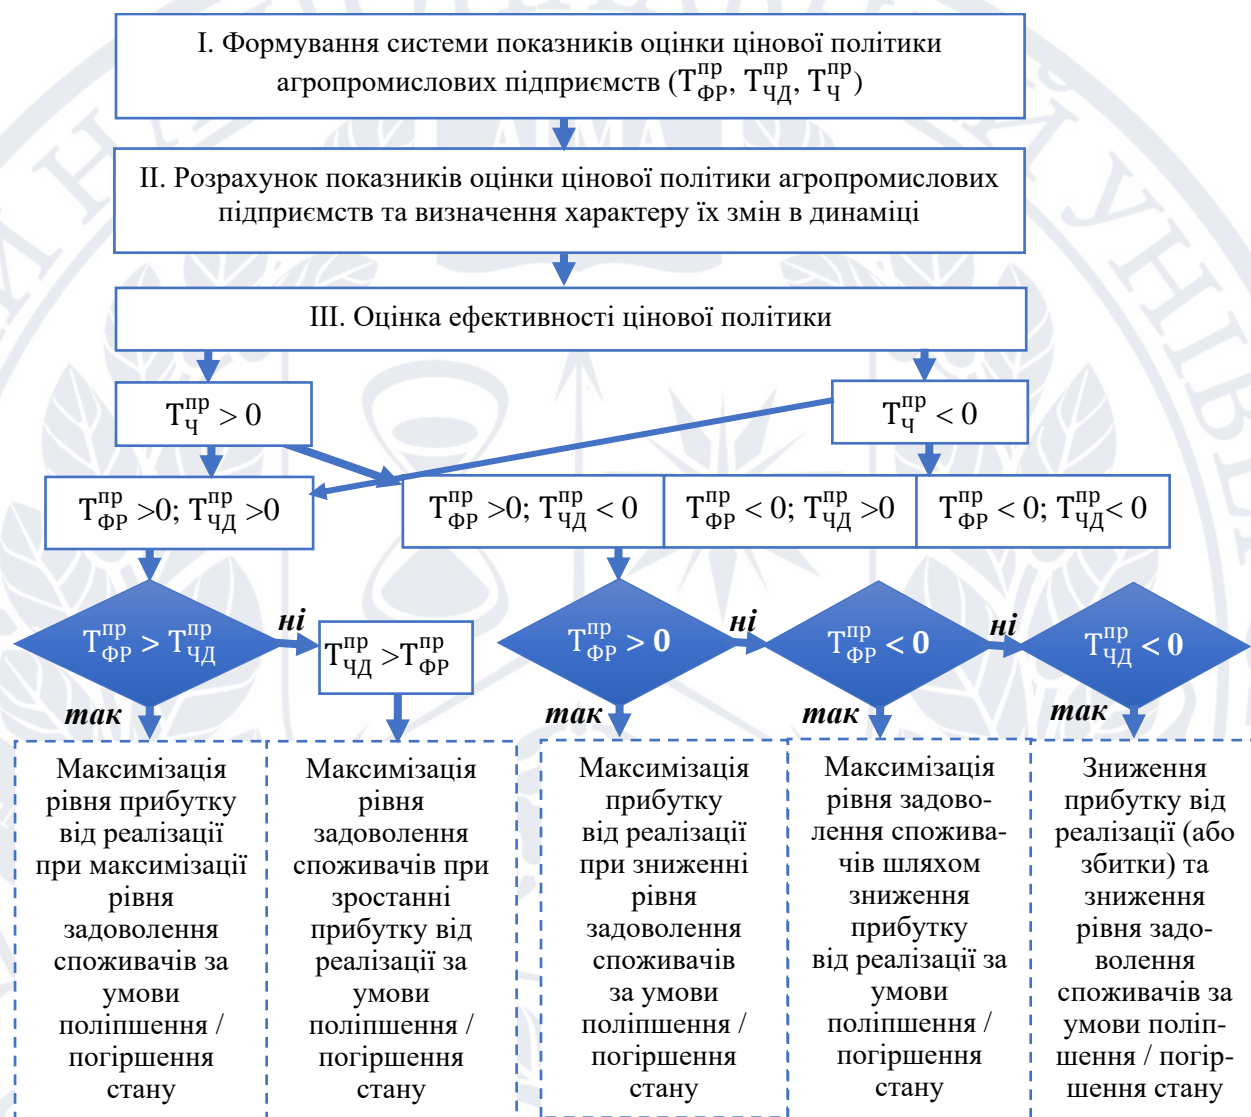 І. Формування системи показників оцінки цінової політики
агропромислових підприємств (Т^пр_ФР, Т^пр_ЧД, Т^пр_Ч)
ІІ. Розрахунок показників оцінки цінової політики агропромислових
підприємств та визначення характеру їх змін в динаміці
ІІІ. Оцінка ефективності цінової політики
Т^пр_Ч > 0
Т^пр_Ч < 0
Т^пр_ФР >0; Т^пр_ЧД >0
Т^пр_ФР >0; Т^пр_ЧД < 0
Т^пр_ФР < 0; Т^пр_ЧД >0
Т^пр_ФР < 0; Т^пр_ЧД< 0
Т^пр_ФР > Т^пр_ЧД
ні
Т^пр_ЧД >Т^пр_ФР
Т^пр_ФР > 0
ні
Т^пр_ФР < 0
ні
Т^пр_ЧД < 0
так
так
так
так
Максимізація
рівня прибутку
від реалізації
при максимізації
рівня
задоволення
споживачів за
умови
поліпшення /
погіршення
стану
Максимізація
рівня
задоволення
споживачів при
зростанні
прибутку від
реалізації за
умови
поліпшення /
погіршення
стану
Максимізація
прибутку
від реалізації
при зниженні
рівня
задоволення
споживачів
за умови
поліпшення /
погіршення
стану
Максимізація
рівня задово-
лення спожива-
чів шляхом
зниження
прибутку
від реалізації за
умови
поліпшення /
погіршення
стану
Зниження
прибутку від
реалізації (або
збитки) та
зниження
рівня задо-
волення
споживачів за
умови поліп-
шення / погір-
шення стану